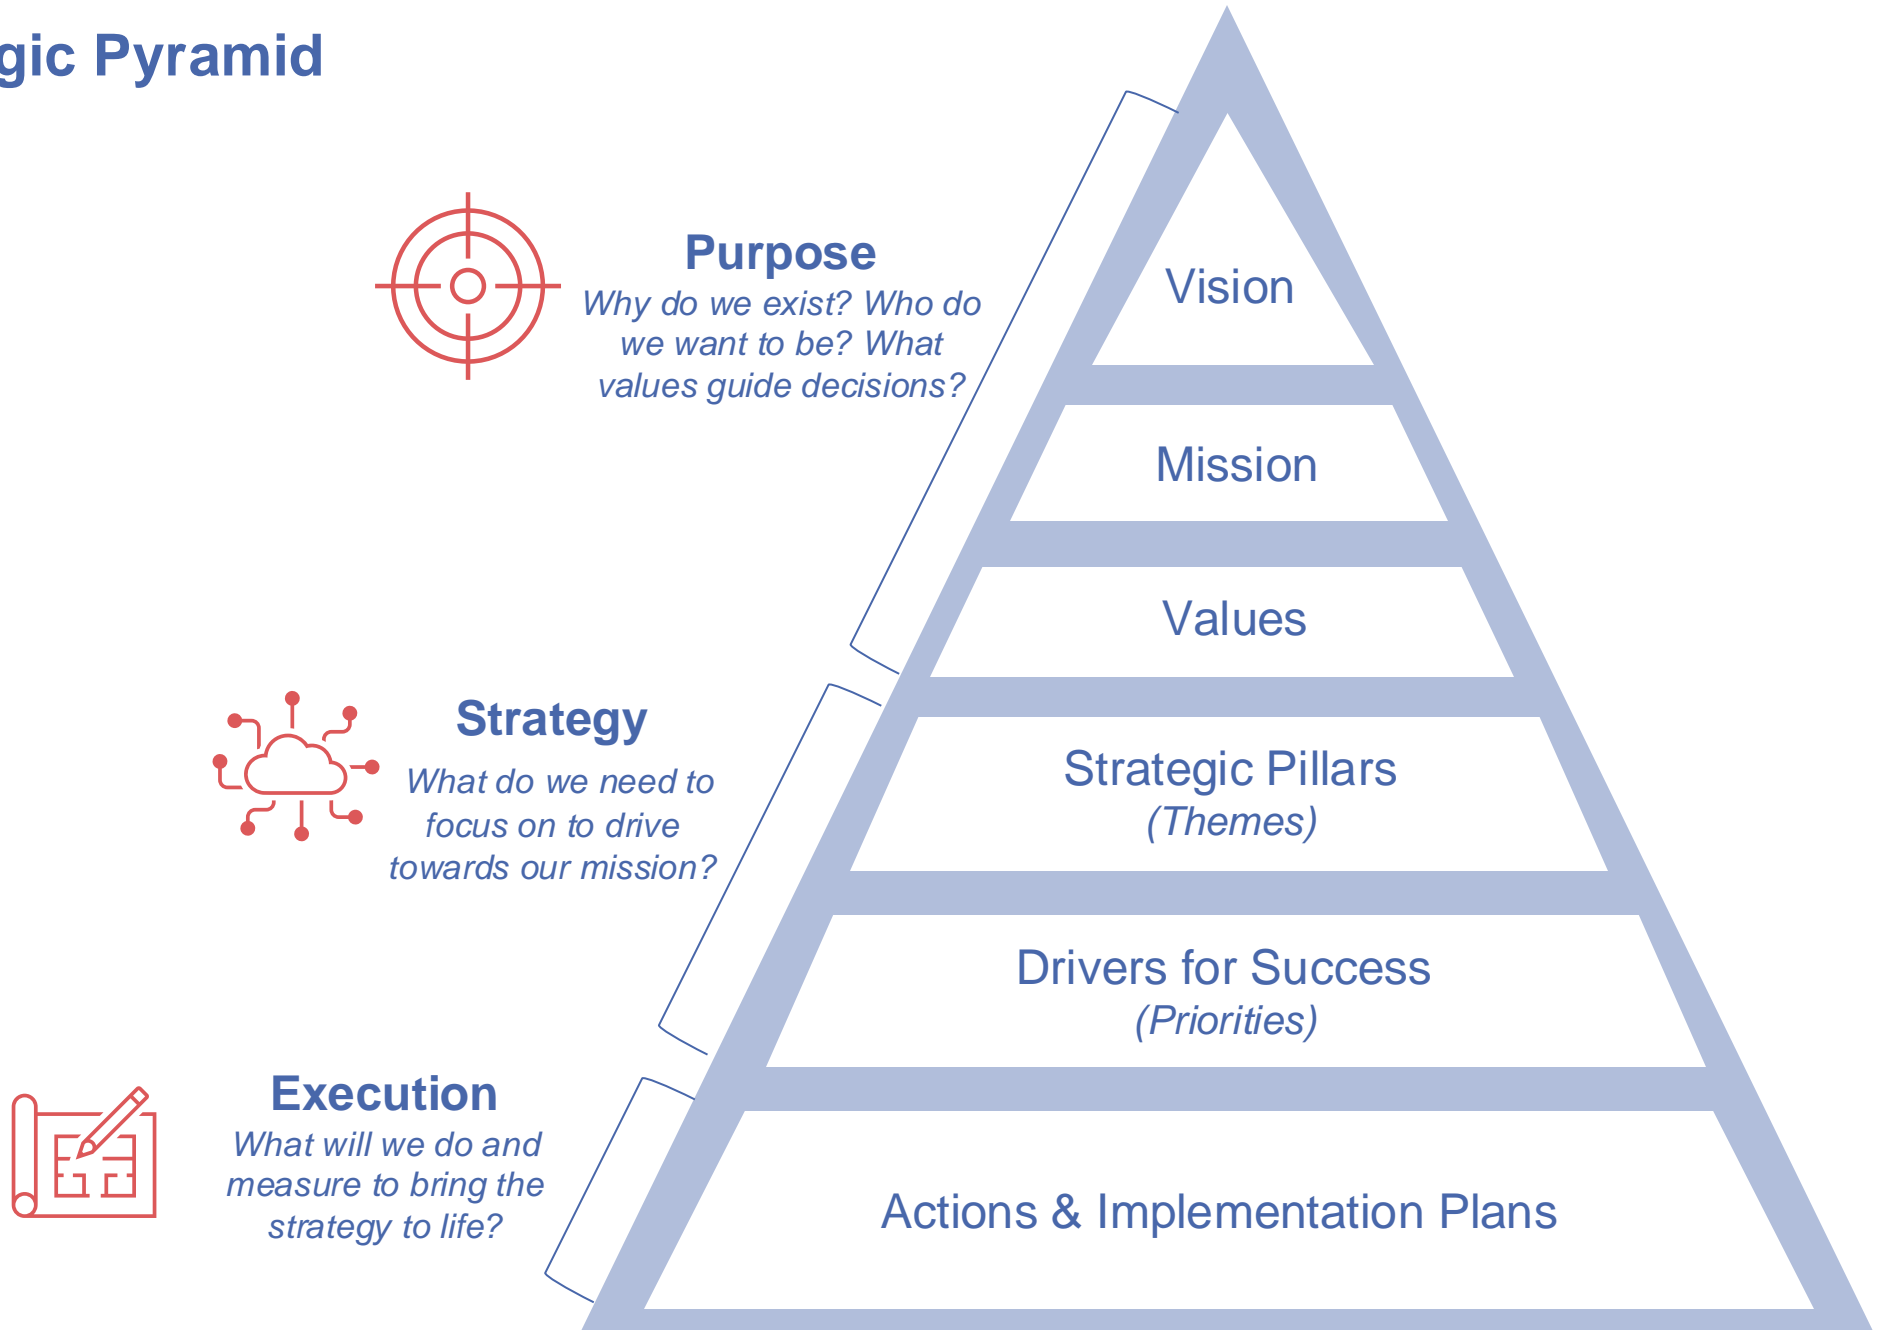 gic Pyramid
Purpose
Why do we exist? Who do
we want to be? What
values guide decisions?
Vision
Mission
Values
Strategy
What do we need to
focus on to drive
towards our mission?
Strategic Pillars
(Themes)
Drivers for Success
(Priorities)
Execution
What will we do and
measure to bring the
strategy to life?
Actions & Implementation Plans